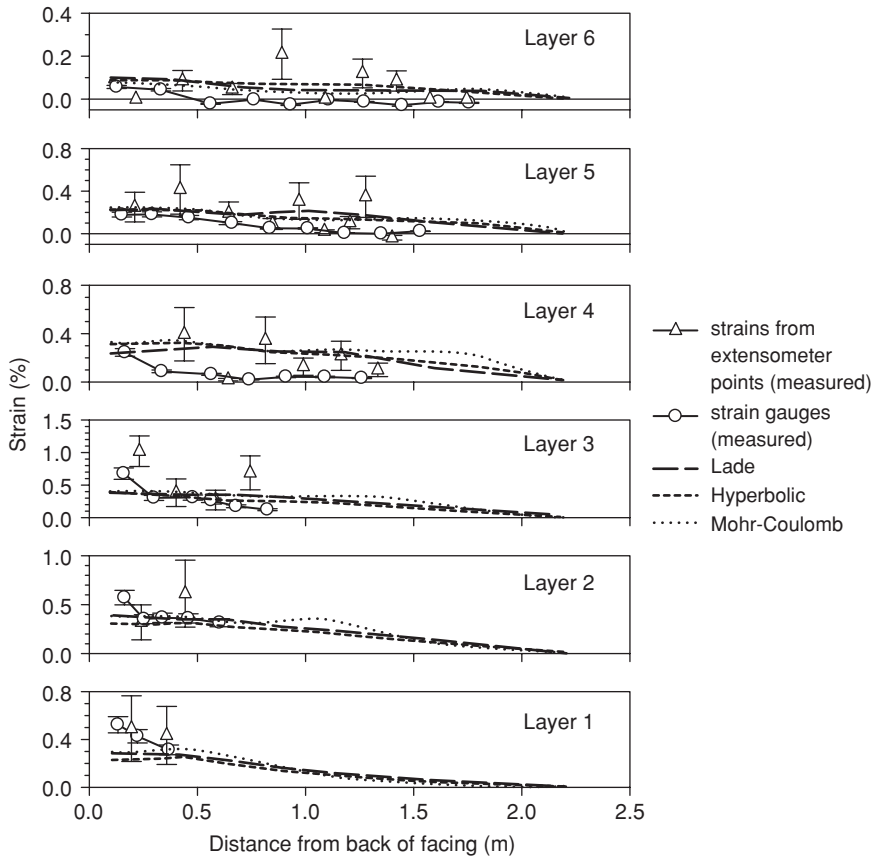 0.4
Layer 6
0.2
0.0
0.8
Layer 5
0.4
0.0
0.8
Layer 4
0.4
0.0
1.5
Layer 3
1.0
0.5
0.0
1.0
Layer 2
0.5
0.0
0.8
Layer 1
0.4
0.0
0.0 0.5 1.0 1.5 2.0 2.5
Distance from back of facing (m)
Strain (%)
strains from
extensometer
points (measured)
strain gauges
(measured)
Lade
Hyperbolic
Mohr-Coulomb